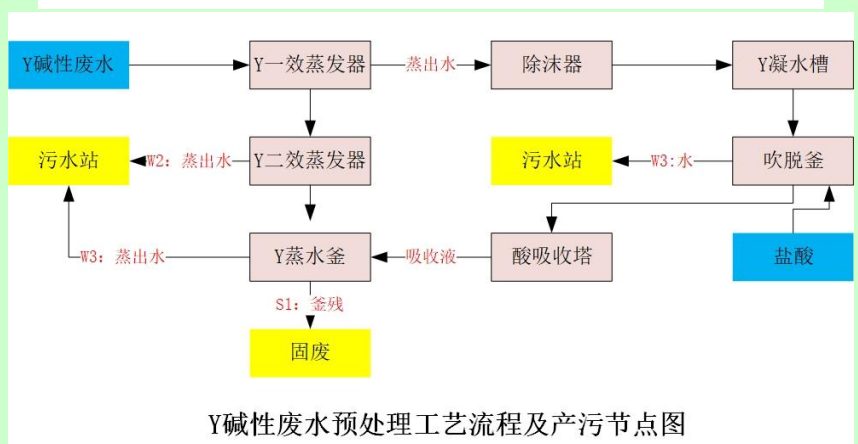 Y碱性废水
Y一效蒸发器
蒸出水
除沫器
Y凝水槽
污水站
W2：蒸出水
Y二效蒸发器
污水站
W3:水
吹脱釜
W3：蒸出水
Y蒸水釜
吸收液
酸吸收塔
盐酸
S1：釜残
固废
Y碱性废水预处理工艺流程及产污节点图